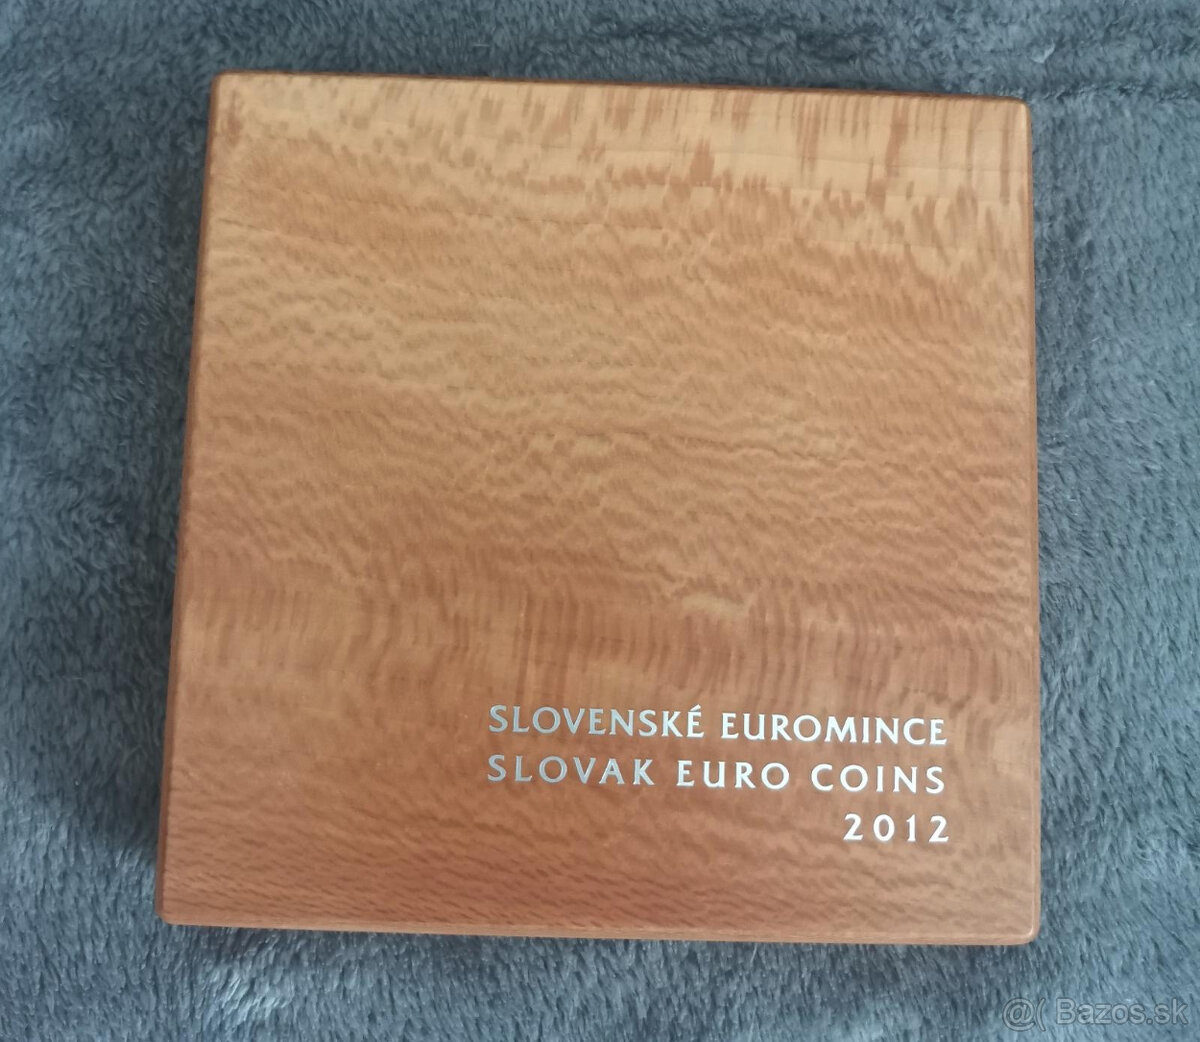 SLOVENSKÉ EUROMINCE
SLOVAK EURO COINS
2012
@( Bazos.sk